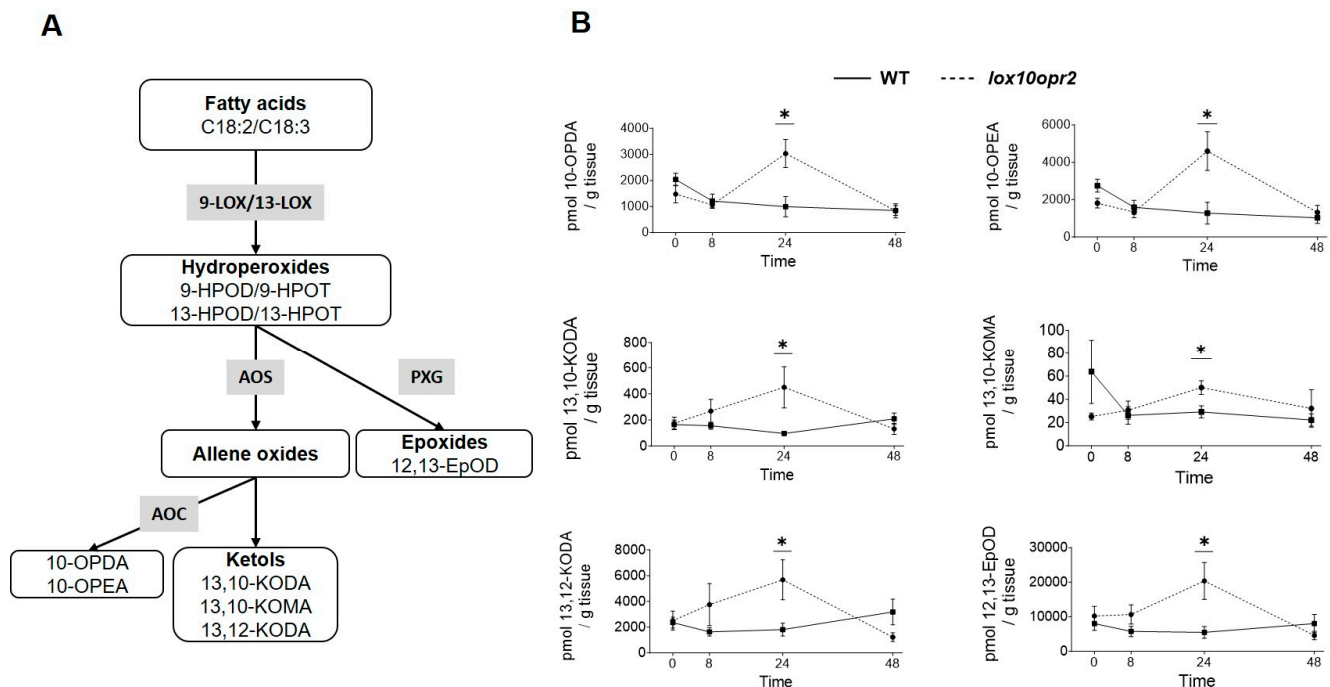 A
Fatty acids
C18:2/C18:3
9-LOX/13-LOX
Hydroperoxides
9-HPOD/9-HPOT
13-HPOD/13-HPOT
AOS
PXG
Allene oxides
Epoxides
12,13-EpOD
AOC
10-OPDA
10-OPEA
Ketols
13,10-KODA
13,10-KOMA
13,12-KODA
B
WT
lox10opr2
pmol 10-OPDA
/ g tissue
4000
3000
2000
1000
0
*
0 8 24 48
Time
pmol 10-OPEA
/ g tissue
6000
4000
2000
0
*
0 8 24 48
Time
pmol 13,10-KODA
/ g tissue
800
600
400
200
0
*
0 8 24 48
Time
pmol 13,10-KOMA
/ g tissue
100
80
60
40
20
0
*
0 8 24 48
Time
pmol 13,12-KODA
/ g tissue
8000
6000
4000
2000
0
*
0 8 24 48
Time
pmol 12,13-EpOD
/ g tissue
30000
20000
10000
0
*
0 8 24 48
Time